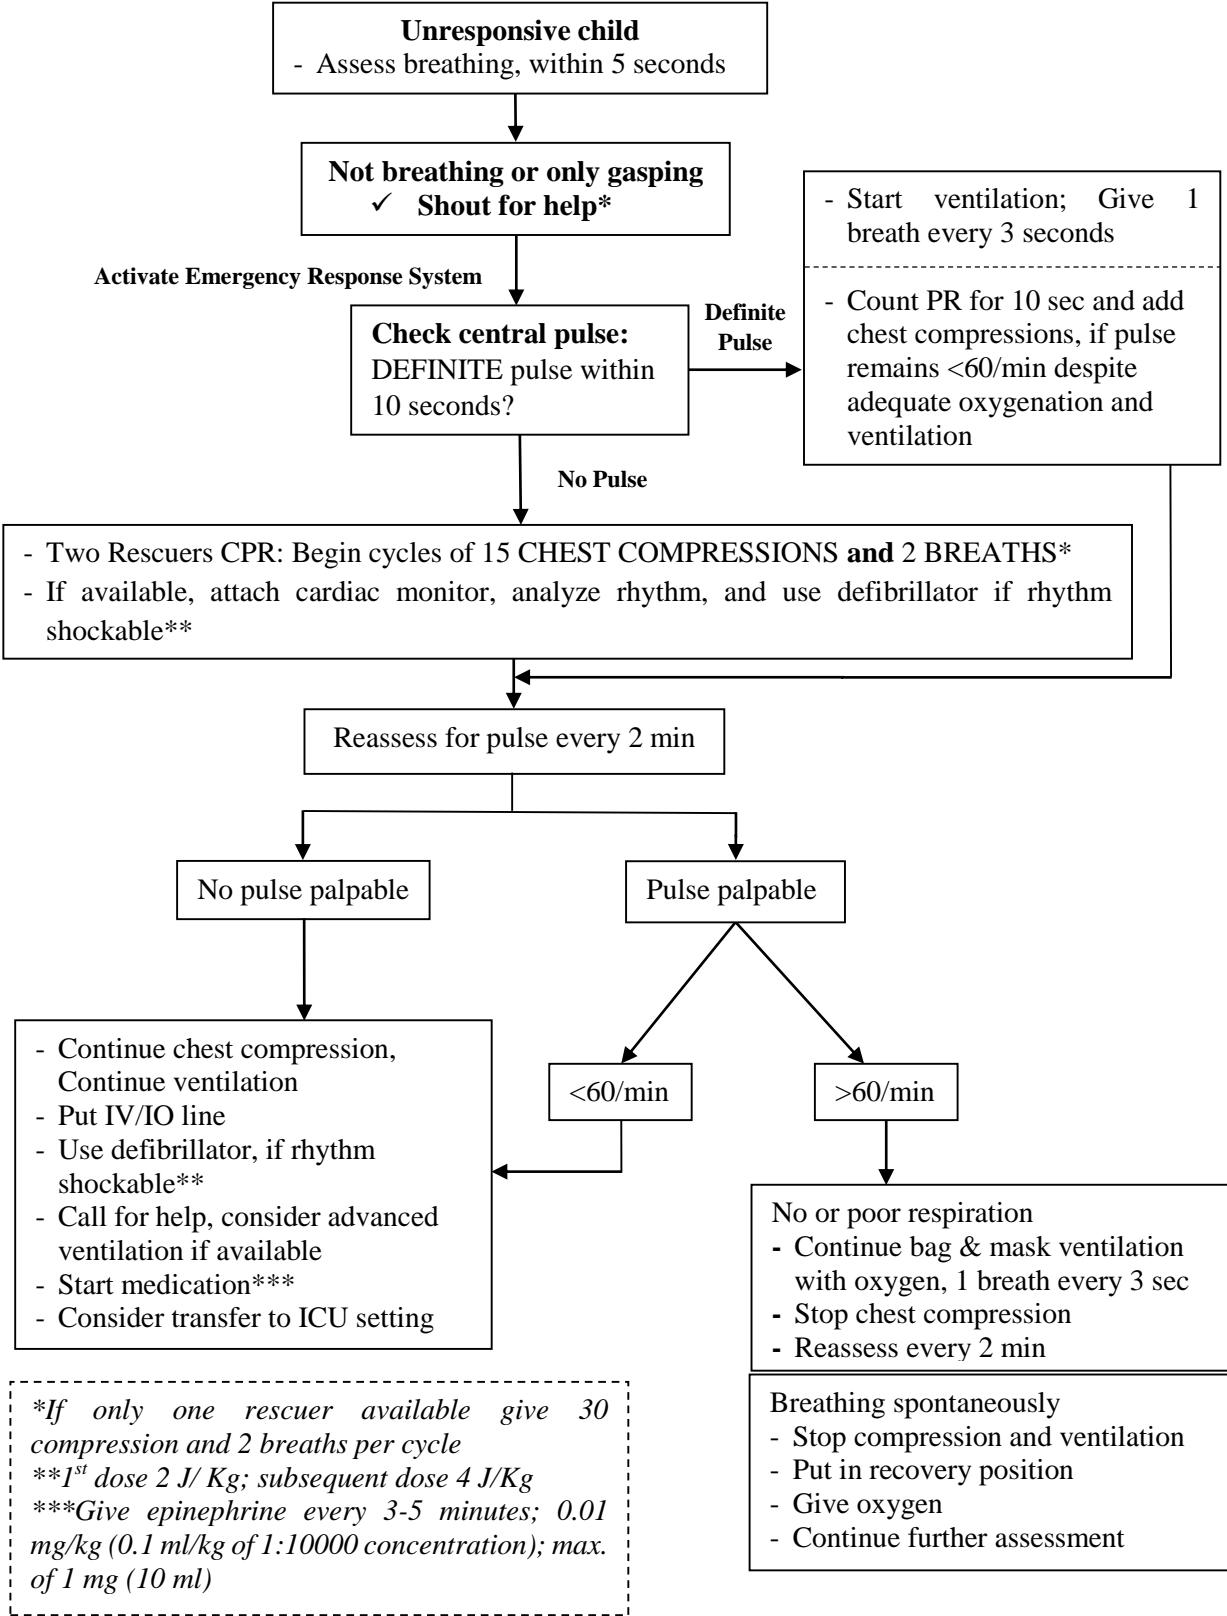 Unresponsive child
- Assess breathing, within 5 seconds
Not breathing or only gasping
✓ Shout for help*
Activate Emergency Response System
Check central pulse:
DEFINITE pulse within
10 seconds?
Definite
Pulse
- Start ventilation; Give 1
breath every 3 seconds
- Count PR for 10 sec and add
chest compressions, if pulse
remains <60/min despite
adequate oxygenation and
ventilation
No Pulse
- Two Rescuers CPR: Begin cycles of 15 CHEST COMPRESSIONS and 2 BREATHS*
- If available, attach cardiac monitor, analyze rhythm, and use defibrillator if rhythm
shockable**
Reassess for pulse every 2 min
No pulse palpable
Pulse palpable
<60/min
>60/min
- Continue chest compression,
Continue ventilation
- Put IV/IO line
- Use defibrillator, if rhythm
shockable**
- Call for help, consider advanced
ventilation if available
- Start medication***
- Consider transfer to ICU setting
No or poor respiration
- Continue bag & mask ventilation
with oxygen, 1 breath every 3 sec
- Stop chest compression
- Reassess every 2 min
Breathing spontaneously
- Stop compression and ventilation
- Put in recovery position
- Give oxygen
- Continue further assessment
*If only one rescuer available give 30
compression and 2 breaths per cycle
**1st dose 2 J/ Kg; subsequent dose 4 J/Kg
***Give epinephrine every 3-5 minutes; 0.01
mg/kg (0.1 ml/kg of 1:10000 concentration); max.
of 1 mg (10 ml)